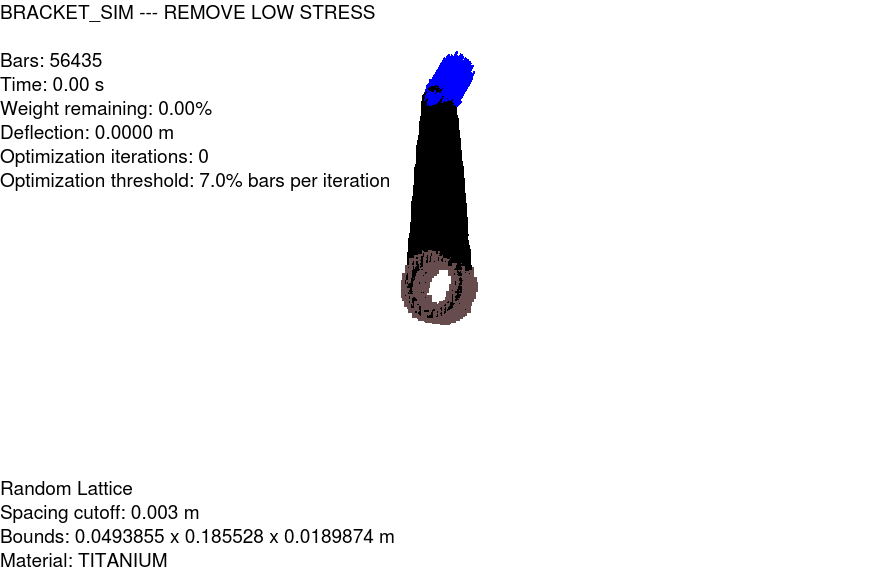 BRACKET_SIM --- REMOVE LOW STRESS
Bars: 56435
Time: 0.00 s
Weight remaining: 0.00%
Deflection: 0.0000 m
Optimization iterations: 0
Optimization threshold: 7.0% bars per iteration
Random Lattice
Spacing cutoff: 0.003 m
Bounds: 0.0493855 x 0.185528 x 0.0189874 m
Material: TITANIUM